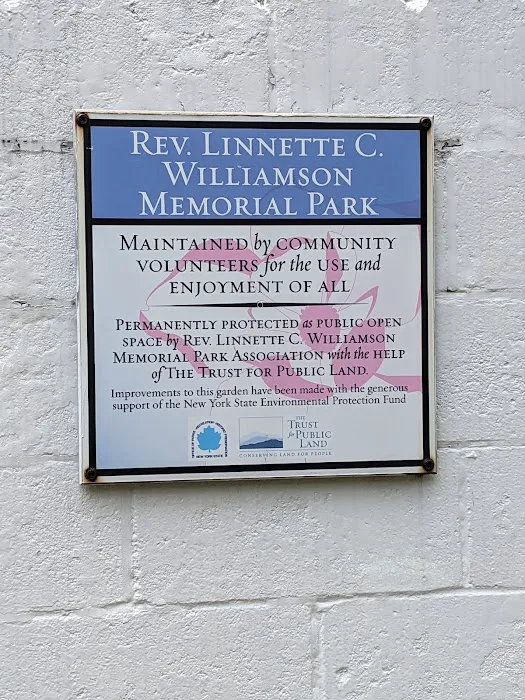 REV. LINNETTE C.
WILLIAMSON
MEMORIAL PARK
MAINTAINED by COMMUNITY
VOLUNTEERS for the USE and
ENJOYMENT OF ALL
PERMANENTLY PROTECTED as PUBLIC OPEN
SPACE by REV. LINNETTE C. WILLIAMSON
MEMORIAL PARK ASSOCIATION with the HELP
of THE TRUST FOR PUBLIC LAND.
Improvements to this garden have been made with the generous
support of the New York State Environmental Protection Fund
NEW YORK STATE
THE
TRUST
for PUBLIC
LAND
CONSERVING LAND FOR PEOPLE